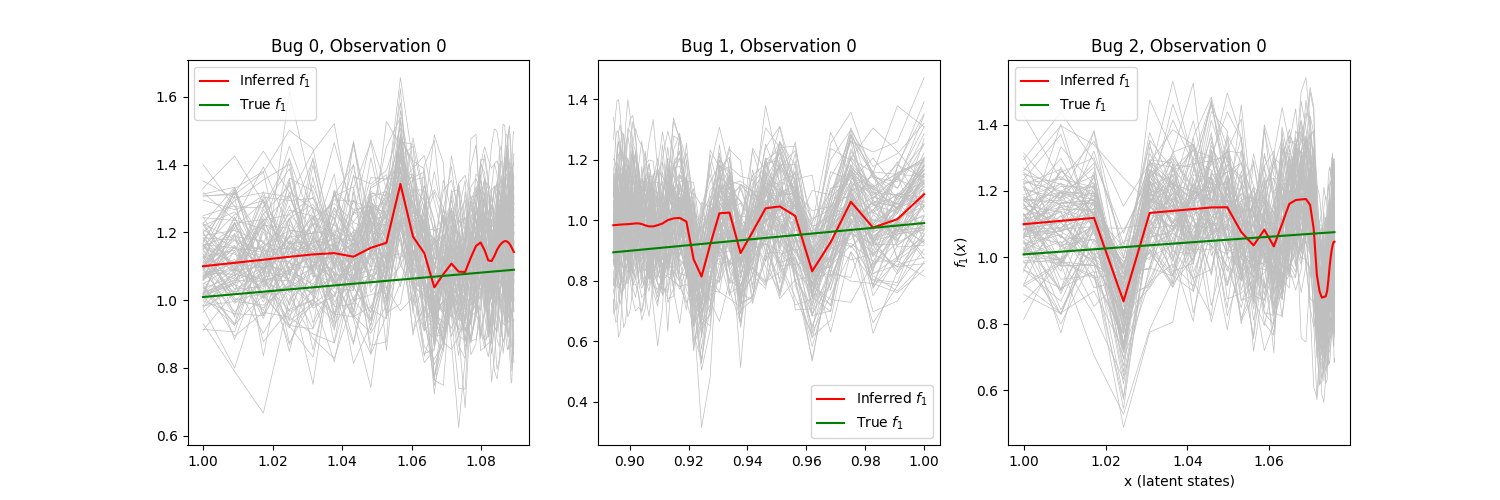 Bug 0, Observation 0
Inferred f₁
True f₁
1.6
1.4
1.2
1.0
0.8
0.6
1.00 1.02 1.04 1.06 1.08
Bug 1, Observation 0
1.4
1.2
1.0
0.8
0.6
0.4
Inferred f₁
True f₁
0.90 0.92 0.94 0.96 0.98 1.00
Bug 2, Observation 0
Inferred f₁
True f₁
f₁(x)
1.4
1.2
1.0
0.8
0.6
1.00 1.02 1.04 1.06
x (latent states)